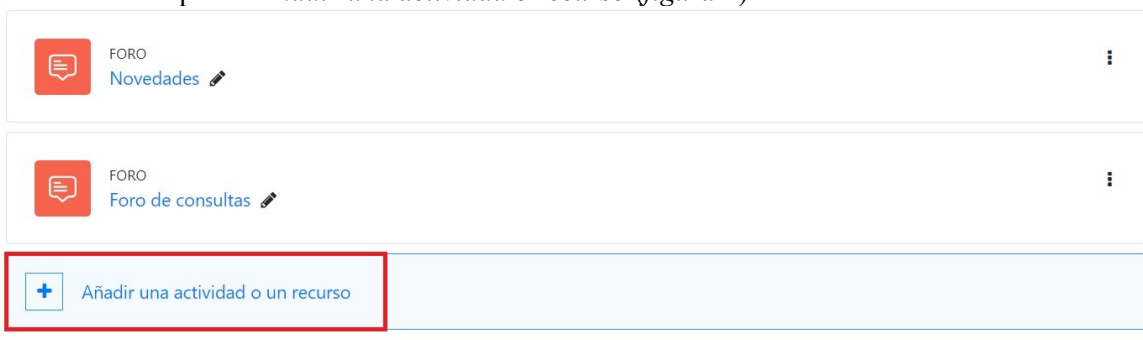 FORO
Novedades
FORO
Foro de consultas
Añadir una actividad o un recurso